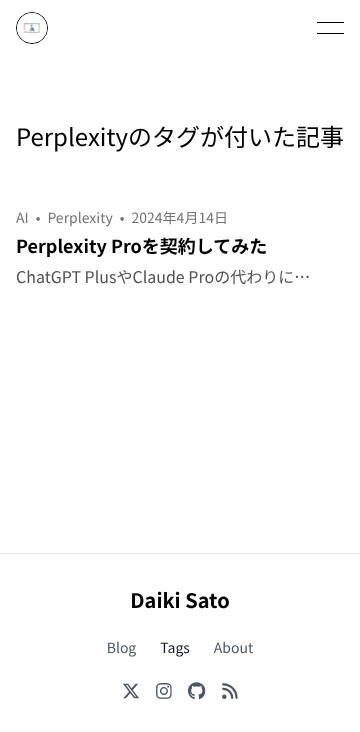 Perplexityのタグが付いた記事
AI • Perplexity • 2024年4月14日
Perplexity Proを契約してみた
ChatGPT PlusやClaude Proの代わりに…
Daiki Sato
Blog Tags About